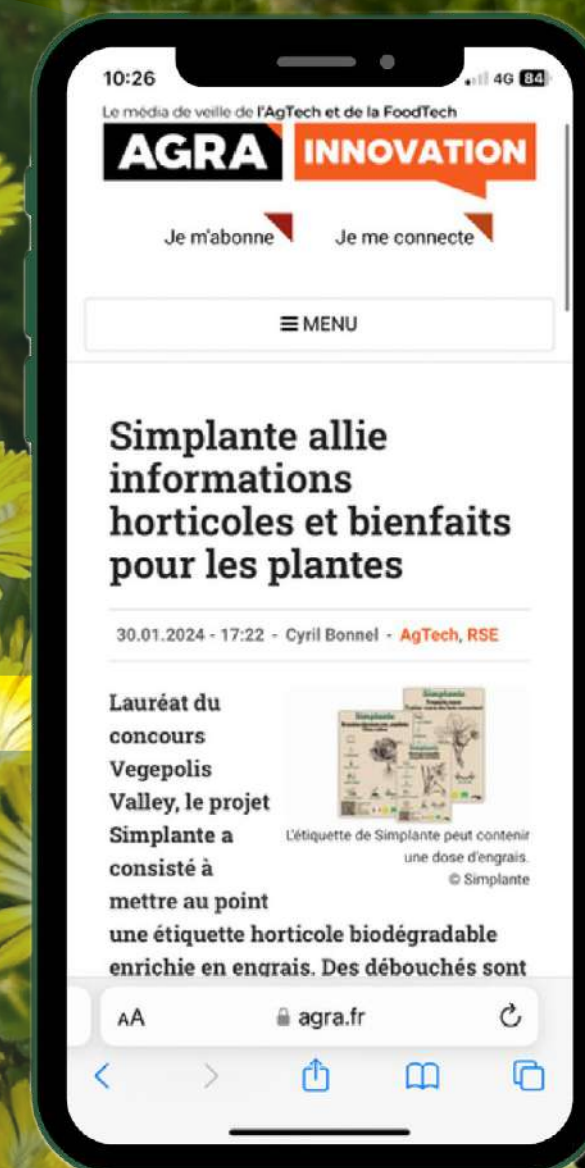 10:26
4G 84
Le média de veille de l'AgTech et de la FoodTech
AGRA INNOVATION
Je m'abonne
Je me connecte
MENU
Simplante allie
informations
horticoles et bienfaits
pour les plantes
30.01.2024 - 17:22 - Cyril Bonnel - AgTech, RSE
Lauréat du
concours
Vegepolis
Valley, le projet
Simplante a
consisté à
mettre au point
une étiquette horticole biodégradable
enrichie en engrais. Des débouchés sont
Simplante
Simplante
Simplante
L'étiquette de Simplante peut contenir
une dose d'engrais.
© Simplante
AA
agra.fr